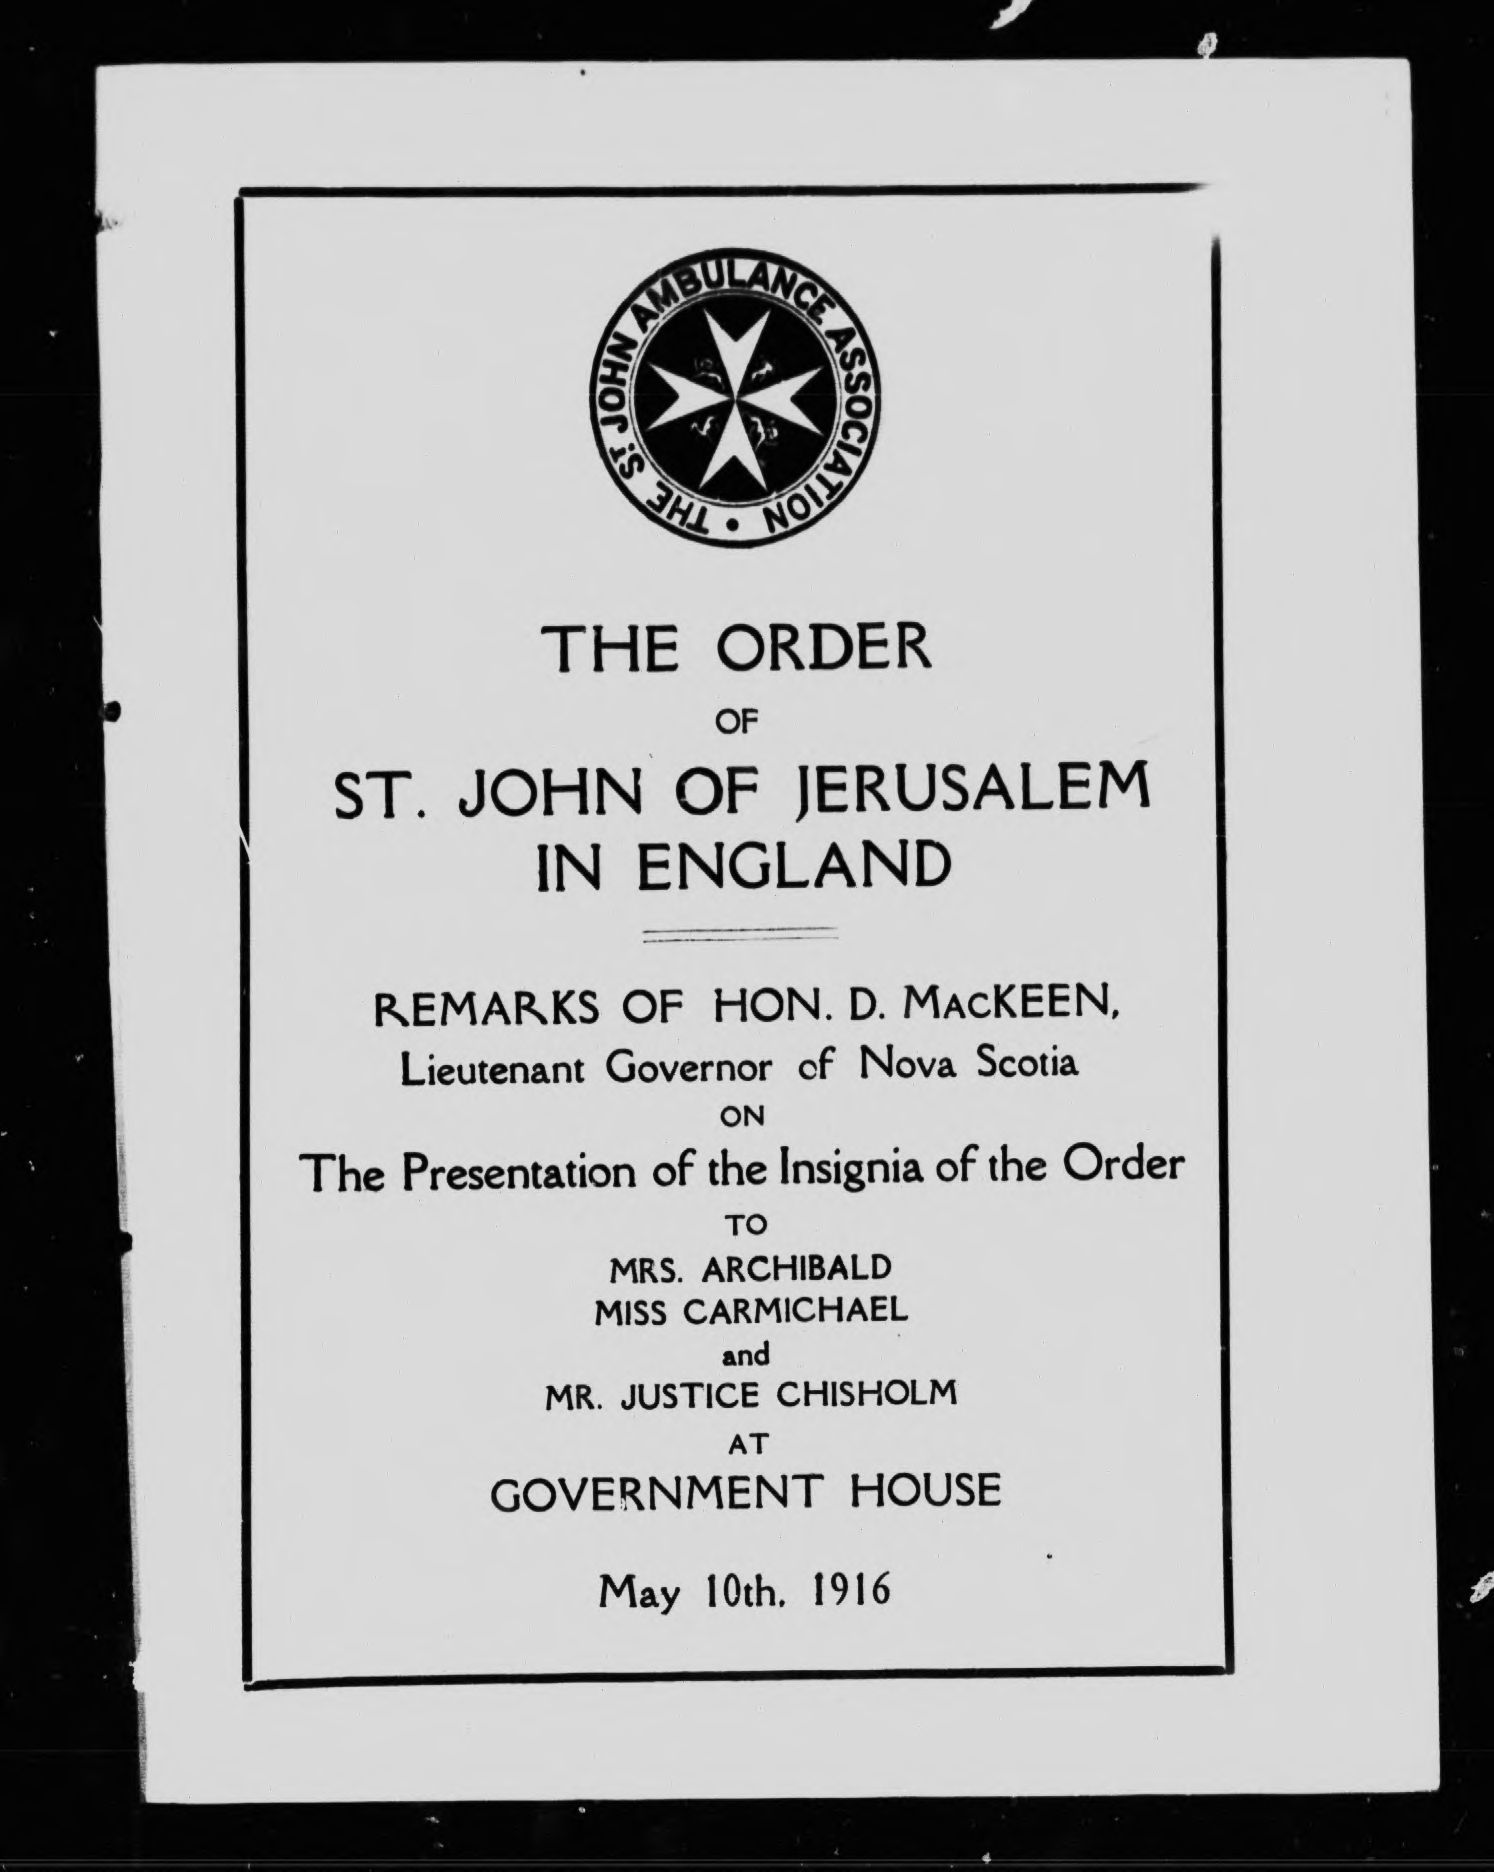 THE ST. JOHN AMBULANCE ASSOCIATION •
THE ORDER
OF
ST. JOHN OF JERUSALEM
IN ENGLAND
REMARKS OF HON. D. MACKEEN,
Lieutenant Governor of Nova Scotia
ON
The Presentation of the Insignia of the Order
TO
MRS. ARCHIBALD
MISS CARMICHAEL
and
MR. JUSTICE CHISHOLM
AT
GOVERNMENT HOUSE
May 10th. 1916